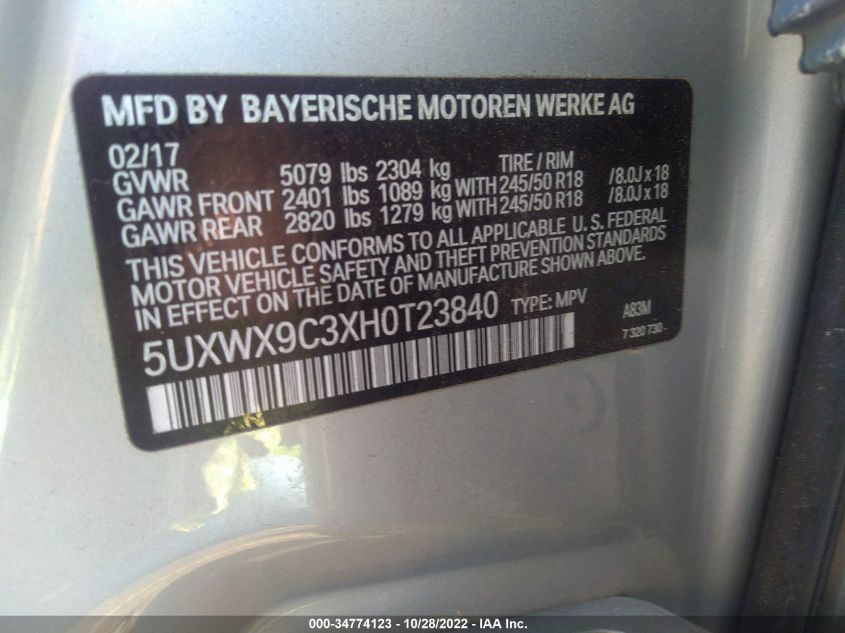 MFD BY BAYERISCHE MOTOREN WERKE AG
02/17 TIRE / RIM
GVWR 5079 lbs 2304 kg
GAWR FRONT 2401 lbs 1089 kg WITH 245/50 R18 /8.0J x 18
GAWR REAR 2820 lbs 1279 kg WITH 245/50 R18 /8.0J x 18
THIS VEHICLE CONFORMS TO ALL APPLICABLE U. S. FEDERAL
MOTOR VEHICLE SAFETY AND THEFT PREVENTION STANDARDS
IN EFFECT ON THE DATE OF MANUFACTURE SHOWN ABOVE.
5UXWX9C3XH0T23840 TYPE: MPV A83M
7 320 730 -
000-34774123 - 10/28/2022 - IAA Inc.